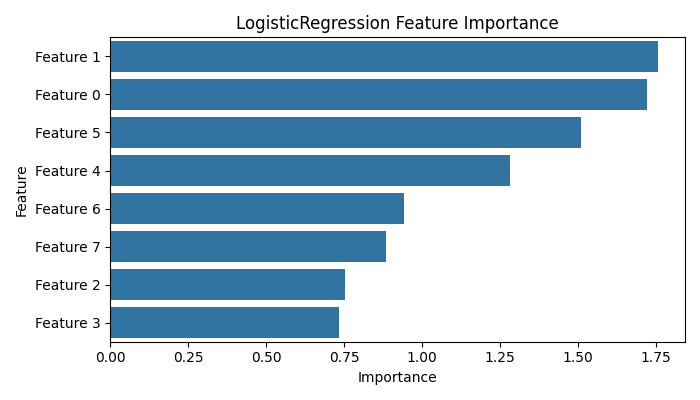 LogisticRegression Feature Importance
Feature
Feature 1
Feature 0
Feature 5
Feature 4
Feature 6
Feature 7
Feature 2
Feature 3
0.00 0.25 0.50 0.75 1.00 1.25 1.50 1.75
Importance